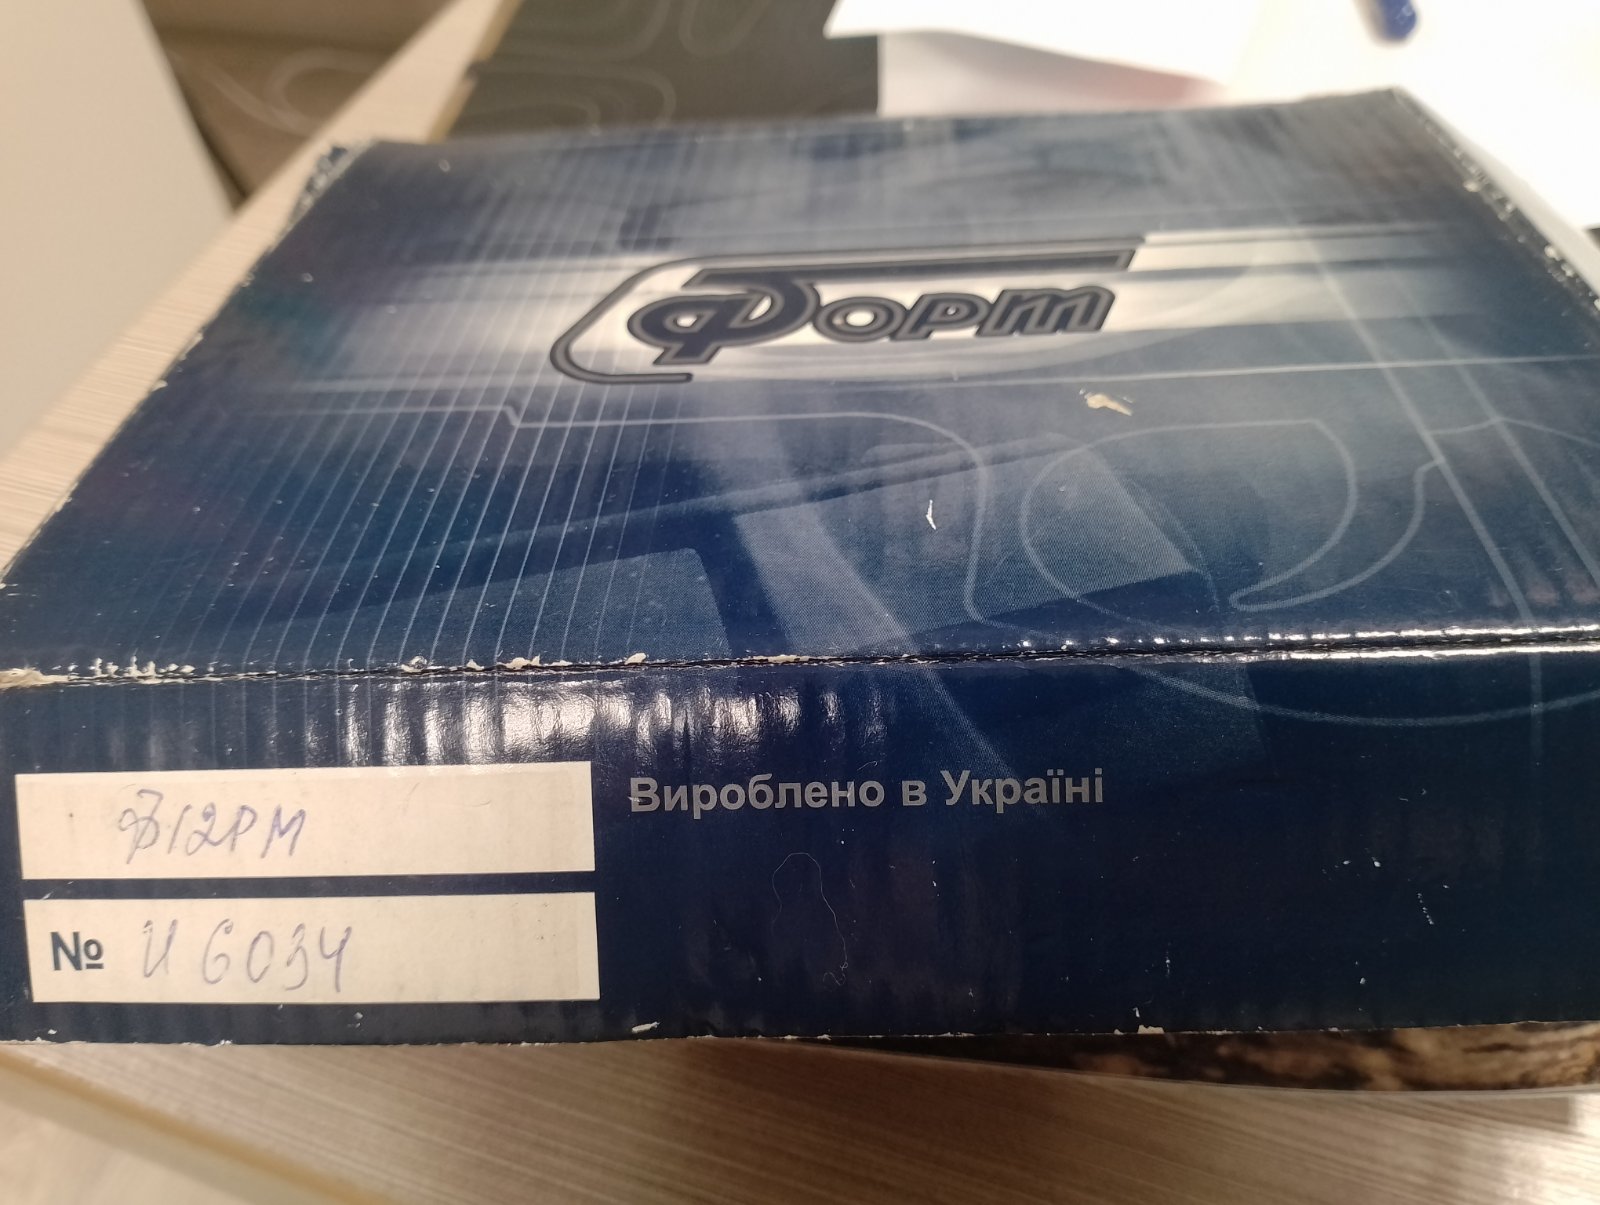 Форт
Вироблено в Україні
Ф12РМ
№ И 6034